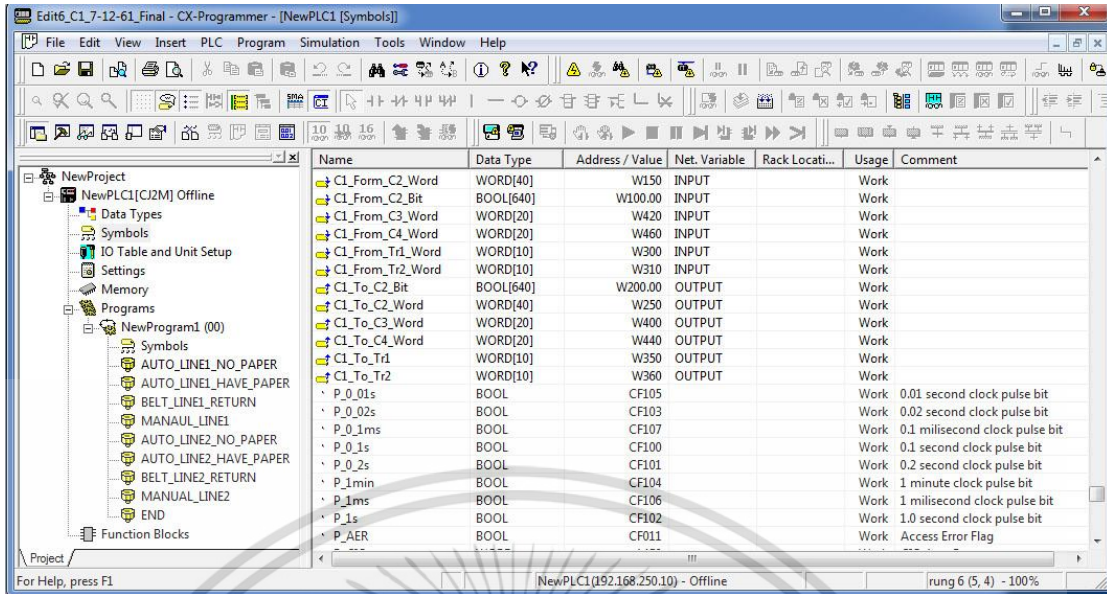 Edit6_C1_7-12-61_Final - CX-Programmer - [NewPLC1 [Symbols]]
File Edit View Insert PLC Program Simulation Tools Window Help
NewProject
NewPLC1[CJ2M] Offline
Data Types
Symbols
IO Table and Unit Setup
Settings
Memory
Programs
NewProgram1 (00)
Symbols
AUTO_LINE1_NO_PAPER
AUTO_LINE1_HAVE_PAPER
BELT_LINE1_RETURN
MANAUL_LINE1
AUTO_LINE2_NO_PAPER
AUTO_LINE2_HAVE_PAPER
BELT_LINE2_RETURN
MANUAL_LINE2
END
Function Blocks
Project
Name Data Type Address / Value Net. Variable Rack Locati... Usage Comment
C1_Form_C2_Word WORD[40] W150 INPUT Work
C1_From_C2_Bit BOOL[640] W100.00 INPUT Work
C1_From_C3_Word WORD[20] W420 INPUT Work
C1_From_C4_Word WORD[20] W460 INPUT Work
C1_From_Tr1_Word WORD[10] W300 INPUT Work
C1_From_Tr2_Word WORD[10] W310 INPUT Work
C1_To_C2_Bit BOOL[640] W200.00 OUTPUT Work
C1_To_C2_Word WORD[40] W250 OUTPUT Work
C1_To_C3_Word WORD[20] W400 OUTPUT Work
C1_To_C4_Word WORD[20] W440 OUTPUT Work
C1_To_Tr1 WORD[10] W350 OUTPUT Work
C1_To_Tr2 WORD[10] W360 OUTPUT Work
P_0_01s BOOL CF105 Work 0.01 second clock pulse bit
P_0_02s BOOL CF103 Work 0.02 second clock pulse bit
P_0_1ms BOOL CF107 Work 0.1 milisecond clock pulse bit
P_0_1s BOOL CF100 Work 0.1 second clock pulse bit
P_0_2s BOOL CF101 Work 0.2 second clock pulse bit
P_1min BOOL CF104 Work 1 minute clock pulse bit
P_1ms BOOL CF106 Work 1 milisecond clock pulse bit
P_1s BOOL CF102 Work 1.0 second clock pulse bit
P_AER BOOL CF011 Work Access Error Flag
For Help, press F1 NewPLC1(192.168.250.10) - Offline rung 6 (5, 4) - 100%